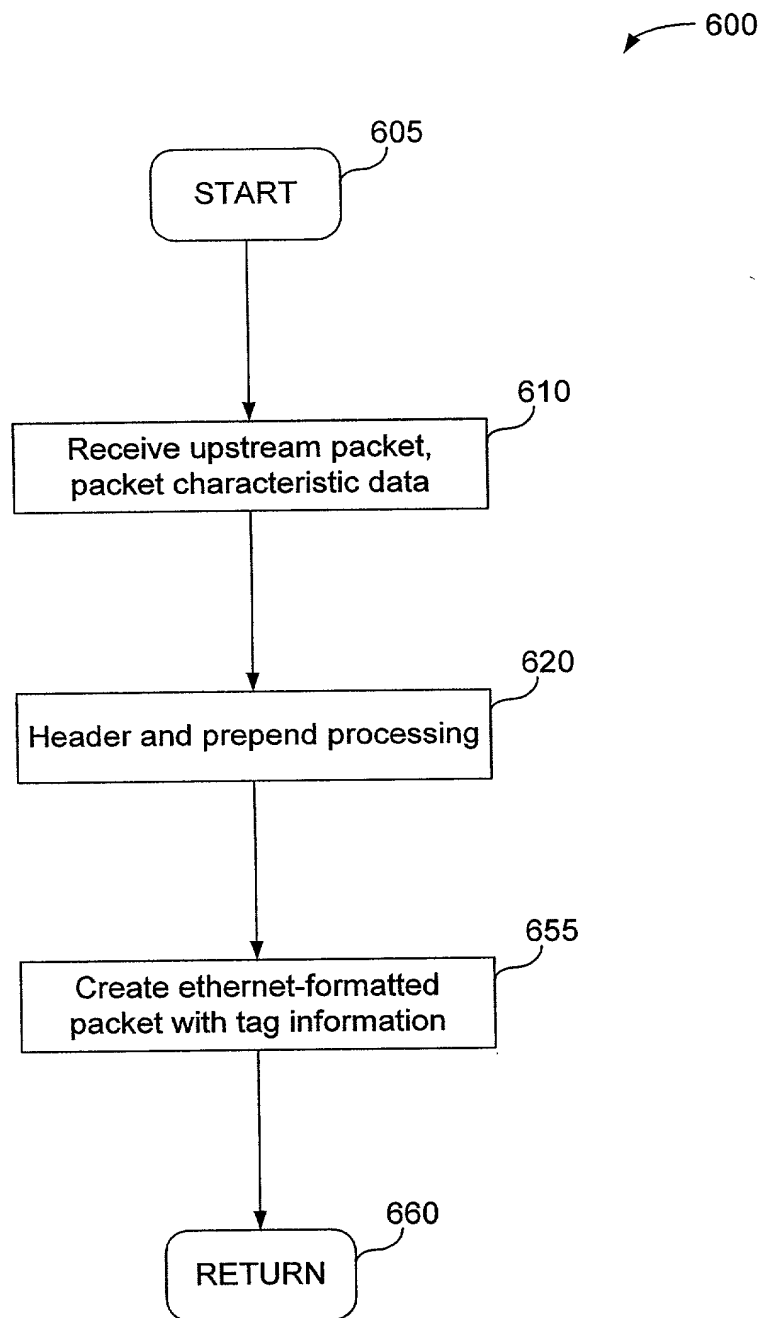 600
605
START
610
Receive upstream packet,
packet characteristic data
620
Header and prepend processing
655
Create ethernet-formatted
packet with tag information
660
RETURN